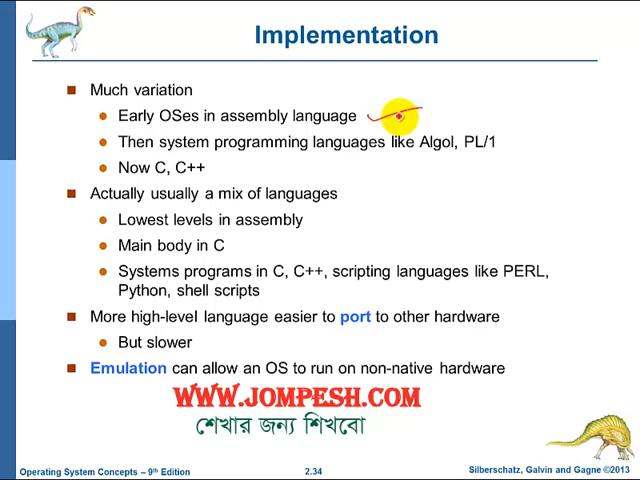 Implementation
Much variation
Early OSes in assembly language
Then system programming languages like Algol, PL/1
Now C, C++
Actually usually a mix of languages
Lowest levels in assembly
Main body in C
Systems programs in C, C++, scripting languages like PERL,
Python, shell scripts
More high-level language easier to port to other hardware
But slower
Emulation can allow an OS to run on non-native hardware
WWW.JOMPESH.COM
শেখার জন্য শিখবো
Operating System Concepts – 9th Edition
2.34
Silberschatz, Galvin and Gagne ©2013